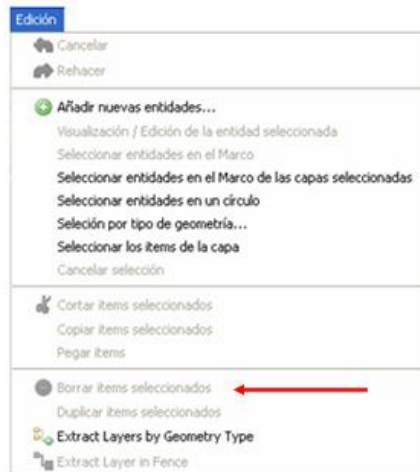 Edición
Cancelar
Rehacer
Añadir nuevas entidades...
Visualización / Edición de la entidad seleccionada
Seleccionar entidades en el Marco
Seleccionar entidades en el Marco de las capas seleccionadas
Seleccionar entidades en un círculo
Seleción por tipo de geometría...
Seleccionar los items de la capa
Cancelar selección
Cortar items seleccionados
Copiar items seleccionados
Pegar items
Borrar items seleccionados
Duplicar items seleccionados
Extract Layers by Geometry Type
Extract Layer in Fence